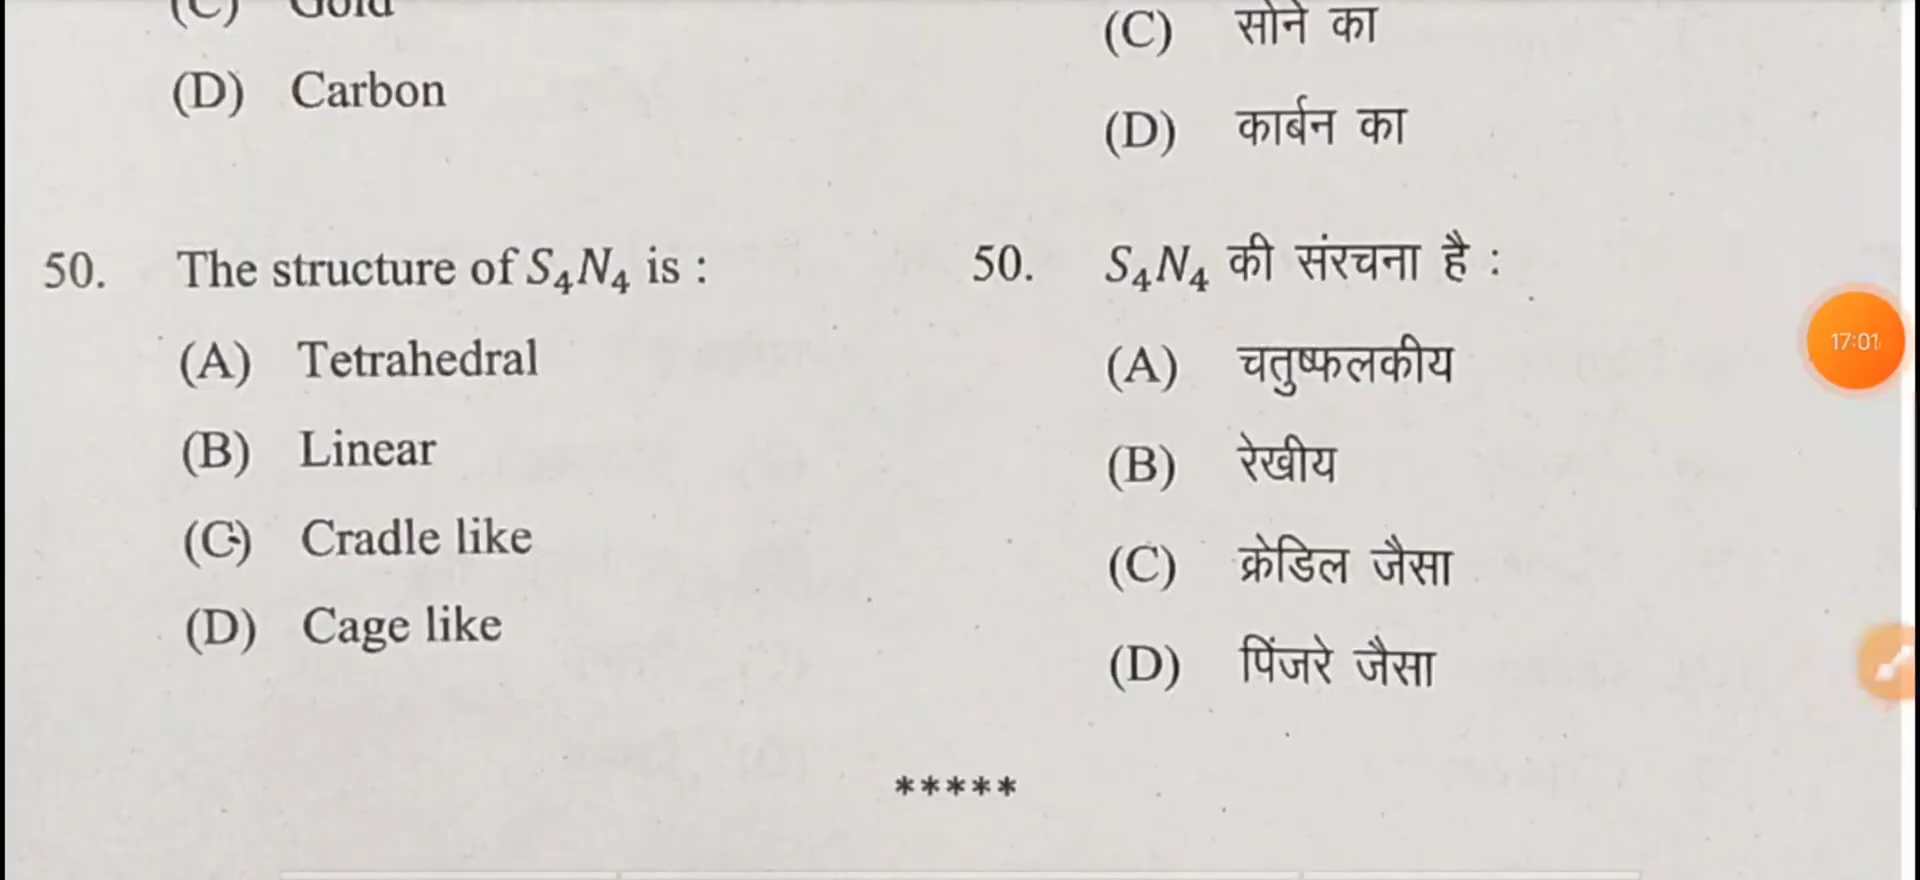 (C) Gold
(D) Carbon
50. The structure of S₄N₄ is :
(A) Tetrahedral
(B) Linear
(C) Cradle like
(D) Cage like
(C) सोने का
(D) कार्बन का
50. S₄N₄ की संरचना है :
(A) चतुष्फलकीय
(B) रेखीय
(C) क्रेडिल जैसा
(D) पिंजरे जैसा
*****
17:01